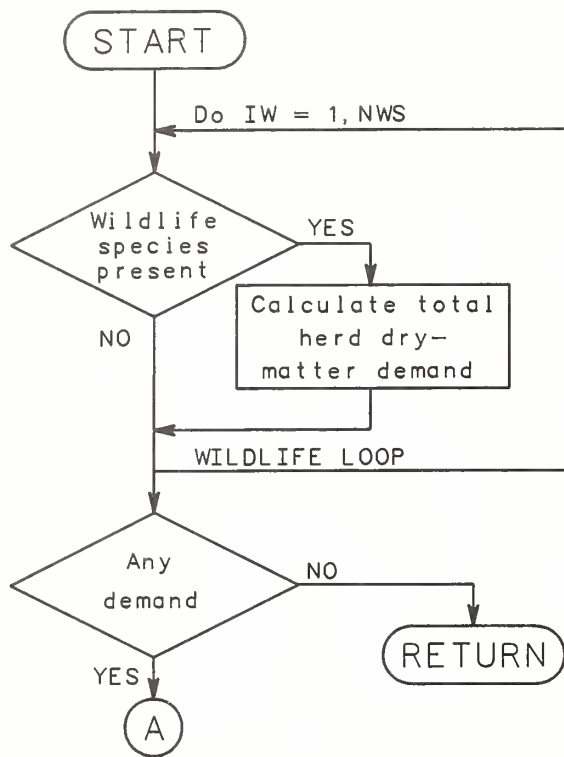 START
Do IW = 1, NWS
Wildlife
species
present
YES
NO
Calculate total
herd dry-
matter demand
WILDLIFE LOOP
Any
demand
NO
YES
RETURN
A